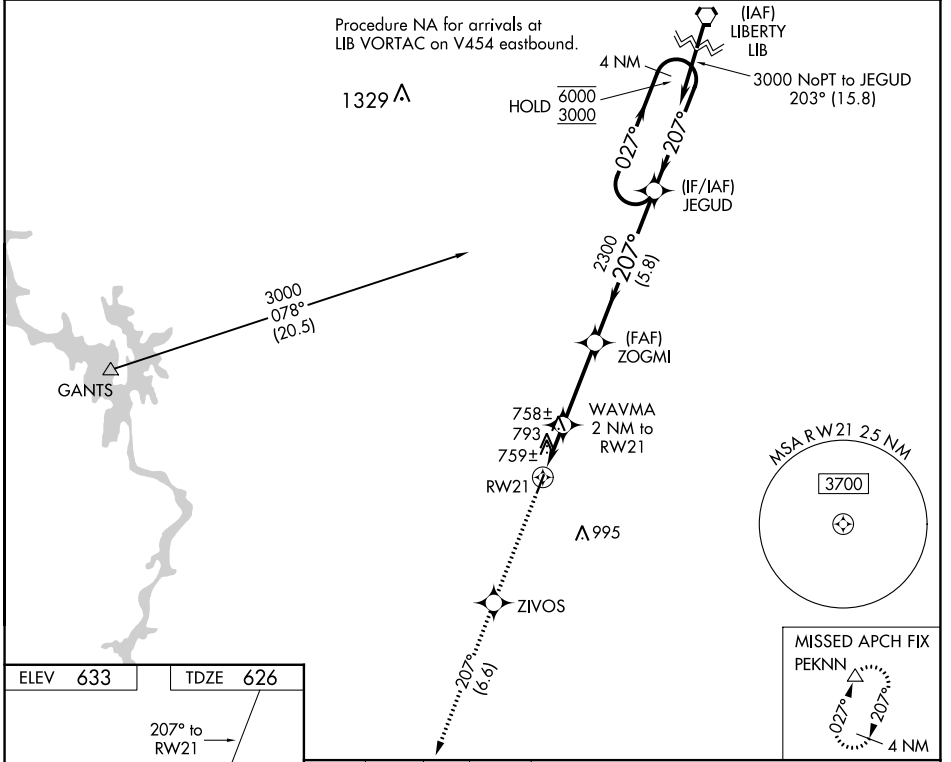 Procedure NA for arrivals at
LIB VORTAC on V454 eastbound.
(IAF)
LIBERTY
LIB
4 NM
3000 NoPT to JEGUD
203° (15.8)
HOLD
6000
3000
1329
027°
207°
(IF/IAF)
JEGUD
2300
207°
(5.8)
3000
078°
(20.5)
GANTS
(FAF)
ZOGMI
758±
793
759±
WAVMA
2 NM to
RW21
RW21
MSA RW21 25 NM
3700
995
ZIVOS
207°
(6.6)
MISSED APCH FIX
PEKNN
027°
207°
4 NM
ELEV 633
TDZE 626
207° to
RW21